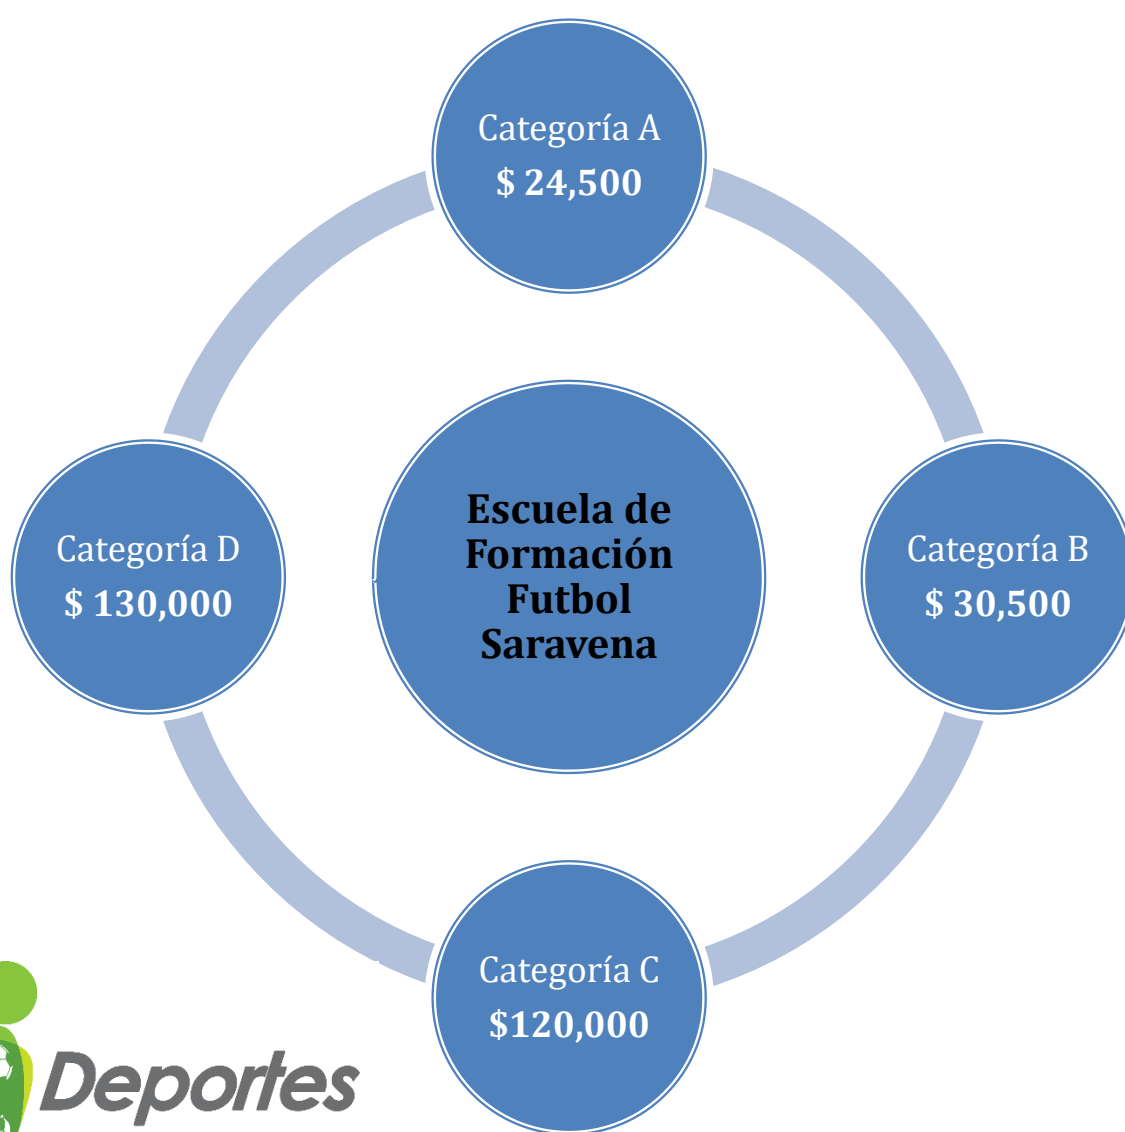 Categoría A
$ 24,500
Categoría D
$ 130,000
Escuela de
Formación
Futbol
Saravena
Categoría B
$ 30,500
Categoría C
$120,000
Deportes